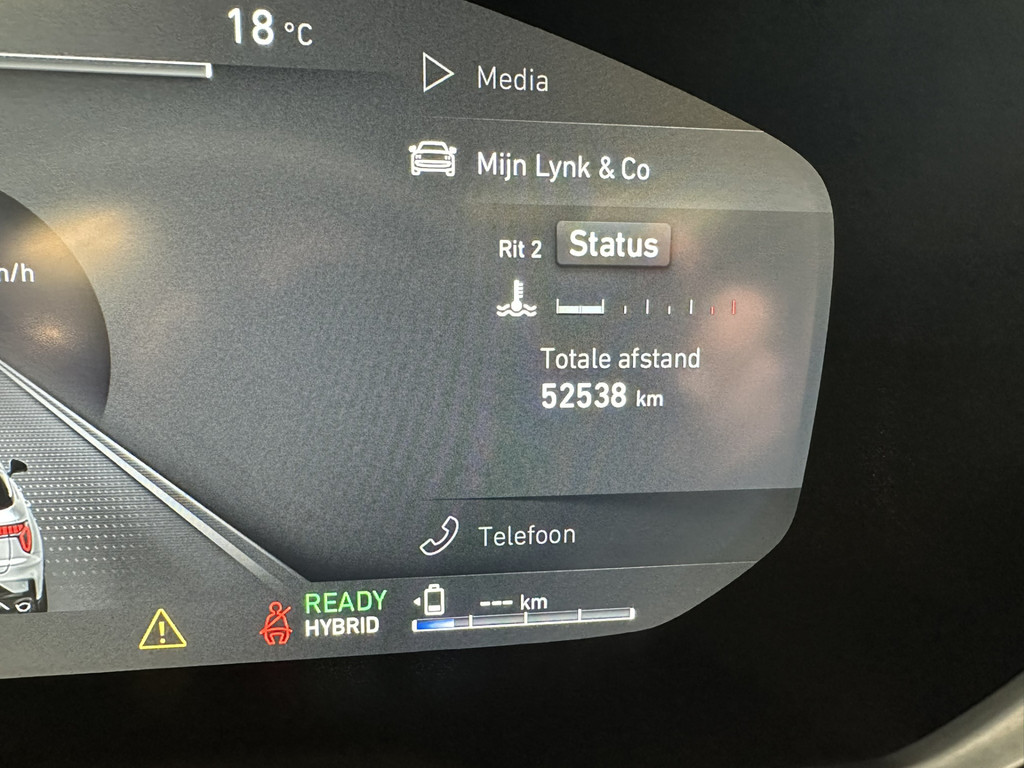 18 °C
Media
Mijn Lynk & Co
Rit 2 Status
Totale afstand
52538 km
Telefoon
READY
HYBRID
--- km